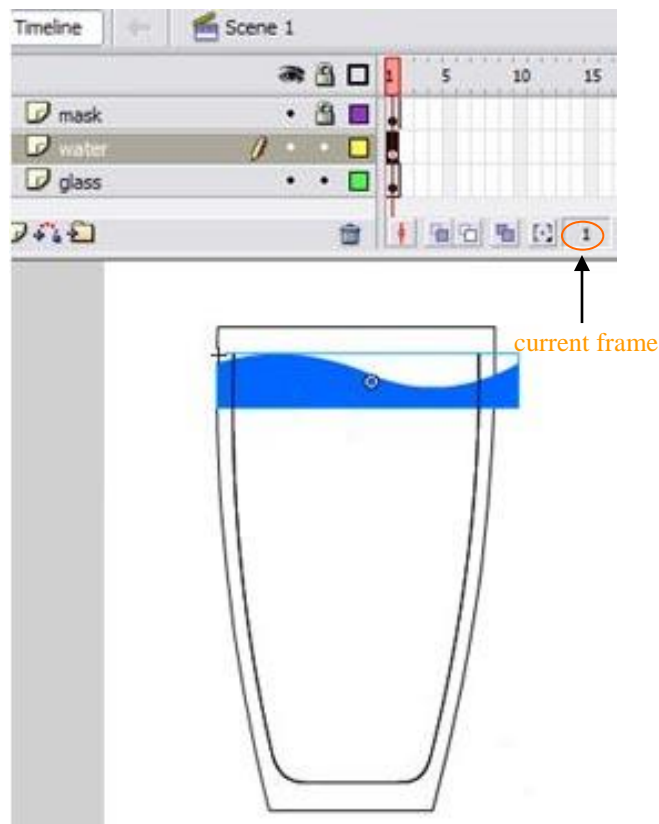 Timeline
Scene 1
1 5 10 15
mask
water
glass
1
current frame